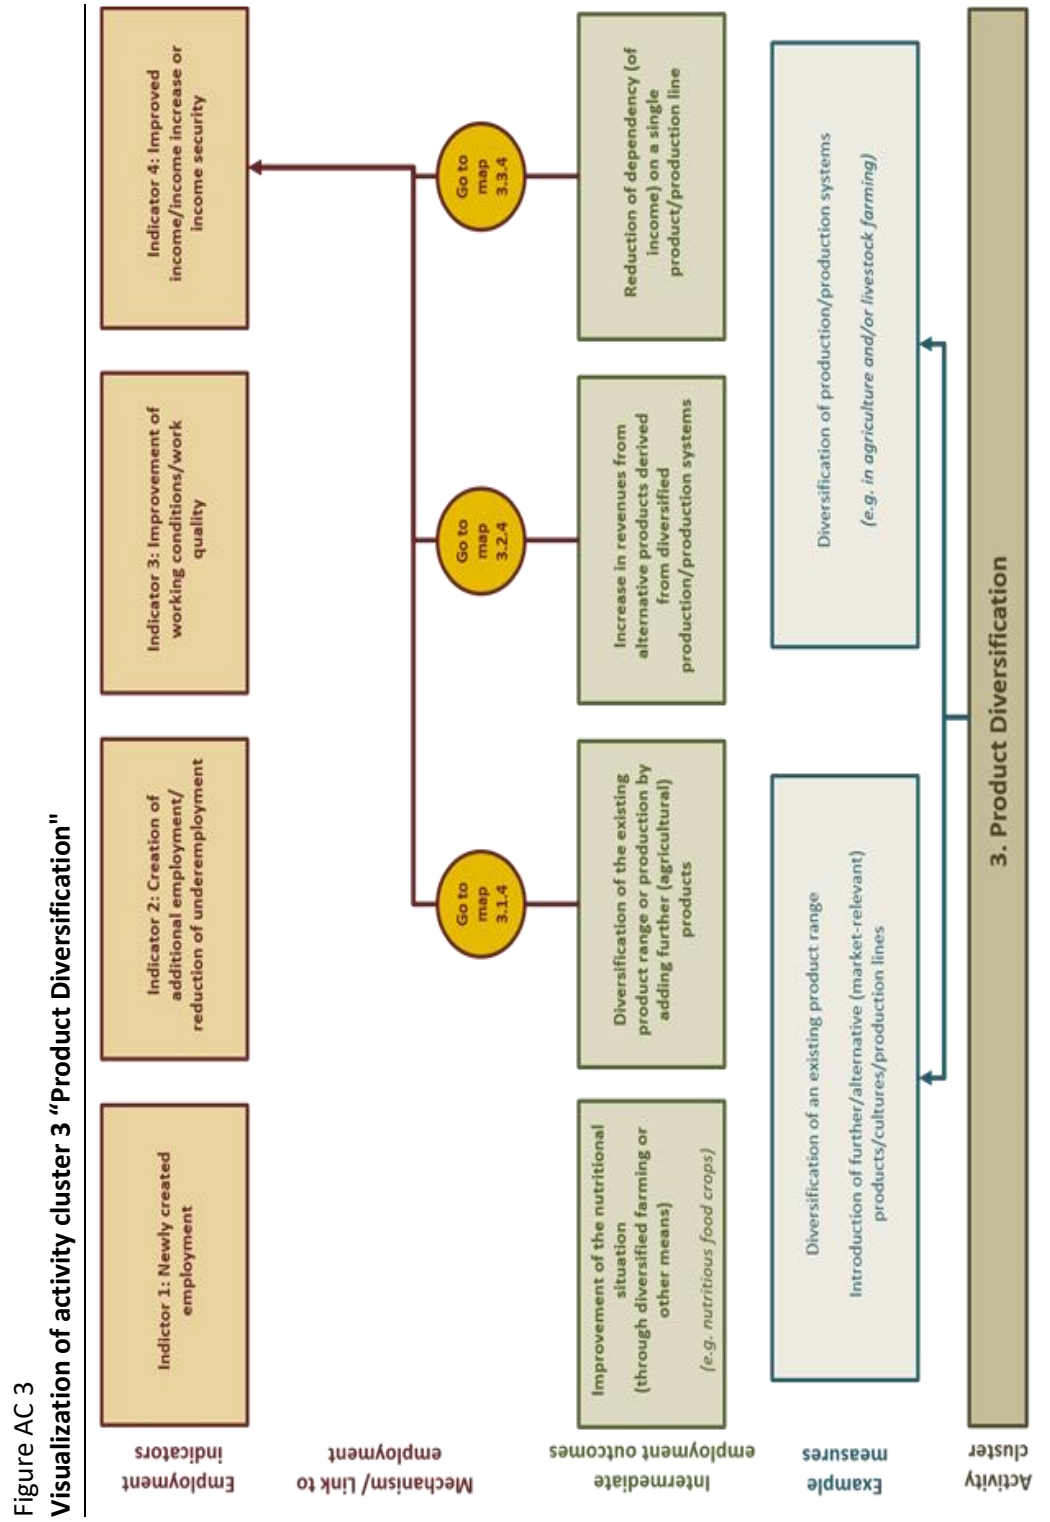 Figure AC 3
Visualization of activity cluster 3 “Product Diversification"
Employment
indicators
Indictor 1: Newly created
employment
Indicator 2: Creation of
additional employment/
reduction of underemployment
Indicator 3: Improvement of
working conditions/work
quality
Indicator 4: Improved
income/income increase or
income security
Mechanism/ Link to
employment
Go to
map
3.1.4
Go to
map
3.2.4
Go to
map
3.3.4
Intermediate
employment outcomes
Improvement of the nutritional
situation
(through diversified farming or
other means)
(e.g. nutritious food crops)
Diversification of the existing
product range or production by
adding further (agricultural)
products
Increase in revenues from
alternative products derived
from diversified
production/production systems
Reduction of dependency (of
income) on a single
product/production line
Example
measures
Diversification of an existing product range
Introduction of further/alternative (market-relevant)
products/cultures/production lines
Diversification of production/production systems
(e.g. in agriculture and/or livestock farming)
Activity
cluster
3. Product Diversification